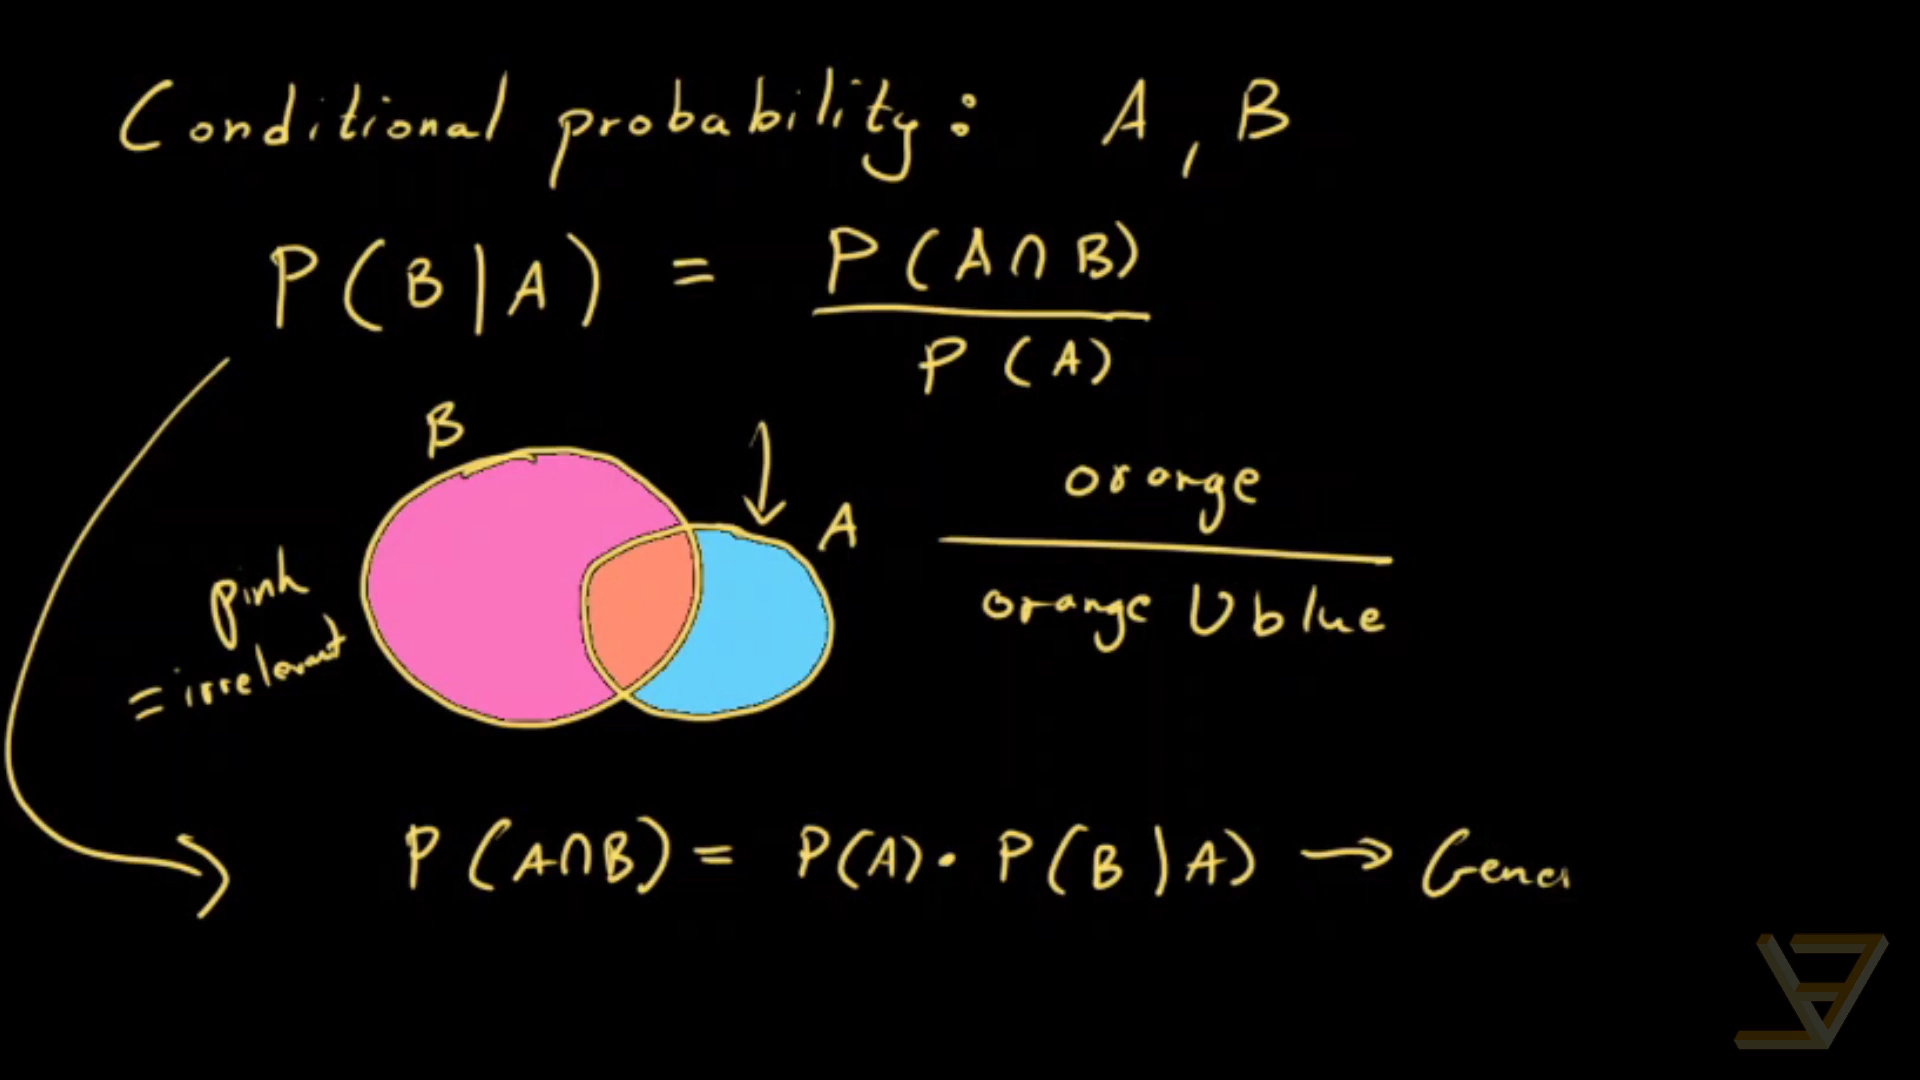 Conditional probability: A, B
P(B|A) = P(A∩B)
P(A)
B
A
orange
orange U blue
pink
= irrelevant
P(A∩B) = P(A) · P(B|A) → Gener